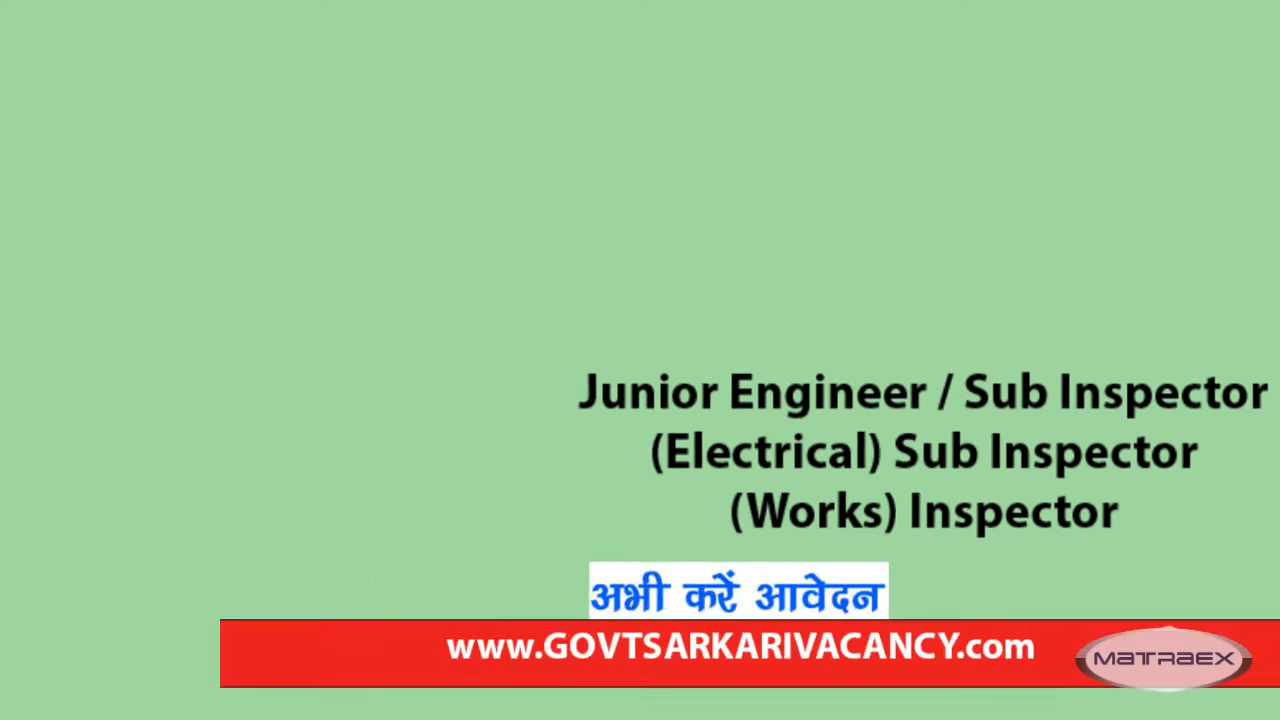 Junior Engineer / Sub Inspector
(Electrical) Sub Inspector
(Works) Inspector
अभी करें आवेदन
www.GOVTSARKARIVACANCY.com
MATRAEX